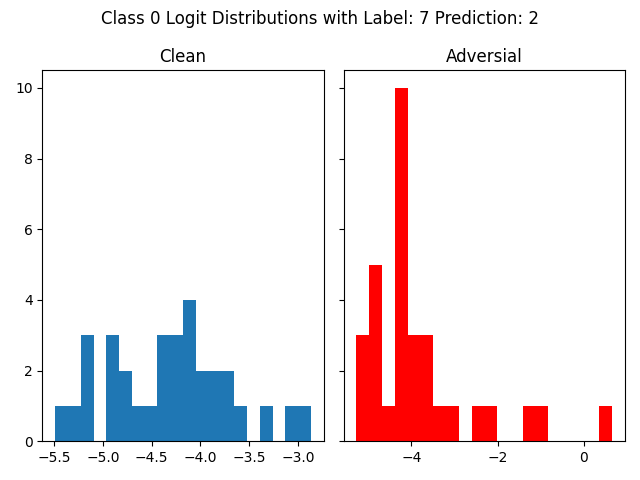 Class 0 Logit Distributions with Label: 7 Prediction: 2
Clean
Adversial
10
8
6
4
2
0
−5.5 −5.0 −4.5 −4.0 −3.5 −3.0
−4 −2 0